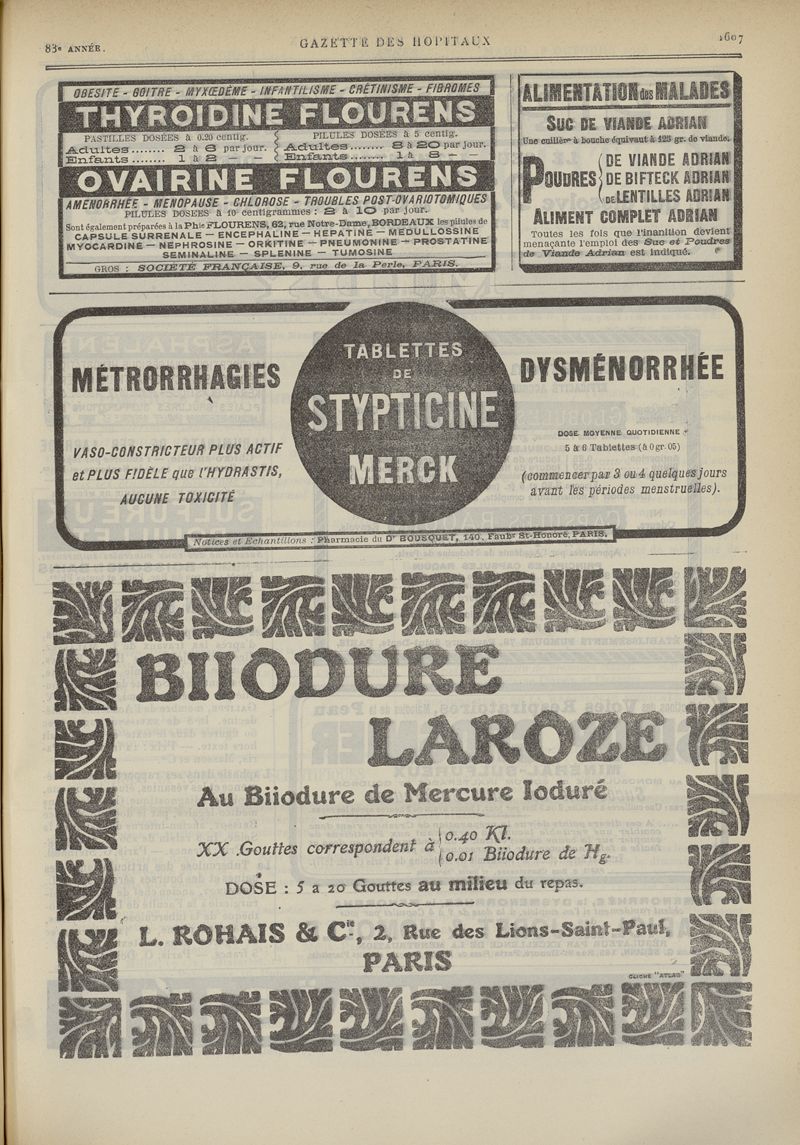 83e ANNÉE.
GAZETTE DES HOPITAUX
1607
OBESITÉ - GOITRE - MYXŒDÈME - INFANTILISME - CRÉTINISME - FIBROMES
THYROIDINE FLOURENS
PASTILLES DOSÉES à 0.20 centig.
Adultes........ 2 à 6 par jour.
Enfants........ 1 à 2 — —
PILULES DOSÉES à 5 centig.
Adultes........ 8 à 20 par jour.
Enfants........ 1 à 8 — —
OVAIRINE FLOURENS
AMENORRHÉE - MENOPAUSE - CHLOROSE - TROUBLES POST-OVARIOTOMIQUES
PILULES DOSEES à 10 centigrammes : 2 à 10 par jour.
Sont également préparées à la Phie FLOURENS, 62, rue Notre-Dame, BORDEAUX les pilules de
CAPSULE SURRENALE — ENCEPHALINE — HEPATINE — MEDULLOSSINE
MYOCARDINE — NEPHROSINE — ORKITINE — PNEUMONINE — PROSTATINE
SEMINALINE — SPLENINE — TUMOSINE
GROS : SOCIÉTÉ FRANÇAISE, 9, rue de la Perle, PARIS.
ALIMENTATION des MALADES
SUC DE VIANDE ADRIAN
Une cuillère à bouche équivaut à 125 gr. de viande.
POUDRES
DE VIANDE ADRIAN
DE BIFTECK ADRIAN
DE LENTILLES ADRIAN
ALIMENT COMPLET ADRIAN
Toutes les fois que l'inanition devient
menaçante l'emploi des Suc et Poudres
de Viande Adrian est indiqué.
MÉTRORRHAGIES
VASO-CONSTRICTEUR PLUS ACTIF
et PLUS FIDÈLE que l'HYDRASTIS,
AUCUNE TOXICITÉ
TABLETTES
DE
STYPTICINE
MERCK
DYSMÉNORRHÉE
DOSE MOYENNE QUOTIDIENNE :
5 à 6 Tablettes (à 0 gr. 05)
(commencer par 3 ou 4 quelques jours
avant les périodes menstruelles).
Notices et Echantillons : Pharmacie du Dr BOUSQUET, 140, Faubg St-Honoré, PARIS.
BIIODURE
LAROZE
Au Biiodure de Mercure Ioduré
XX Gouttes correspondent à
0.40 KI.
0.01 Biiodure de Hg.
DOSE : 5 a 20 Gouttes au milieu du repas.
L. ROHAIS & Cie, 2, Rue des Lions-Saint-Paul,
PARIS
CLICHE "ATLAS"